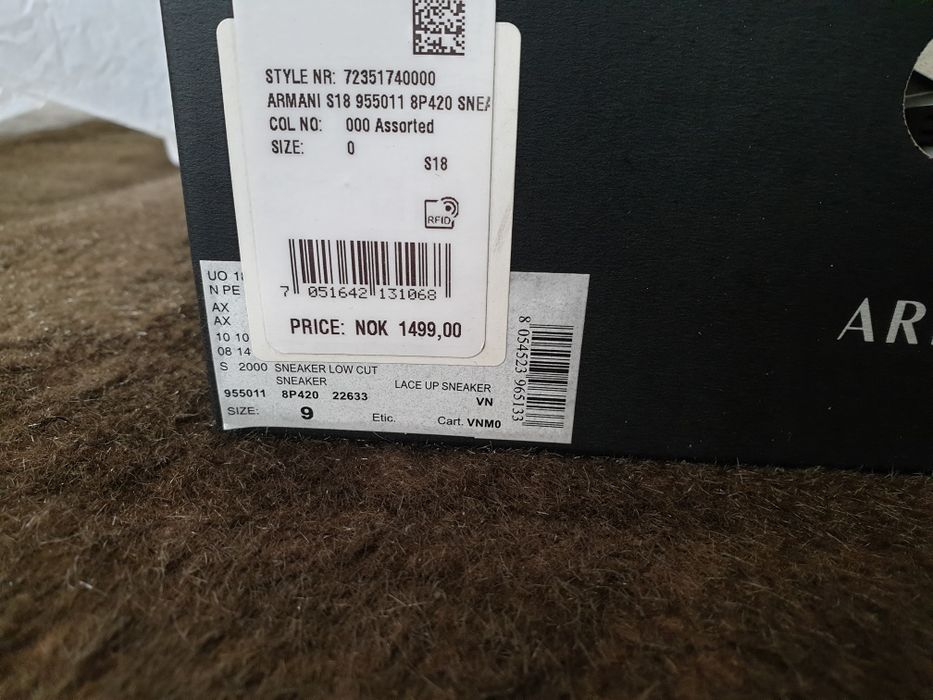 STYLE NR: 72351740000
ARMANI S18 955011 8P420 SNEA
COL NO: 000 Assorted
SIZE: 0
S18
RFID
7 051642 131068
PRICE: NOK 1499,00
UO 18
N PE
AX
AX
10 10
08 14
S 2000 SNEAKER LOW CUT
SNEAKER LACE UP SNEAKER
VN
955011 8P420 22633
SIZE: 9 Etic. Cart. VNM0
8 054523 965133
AR